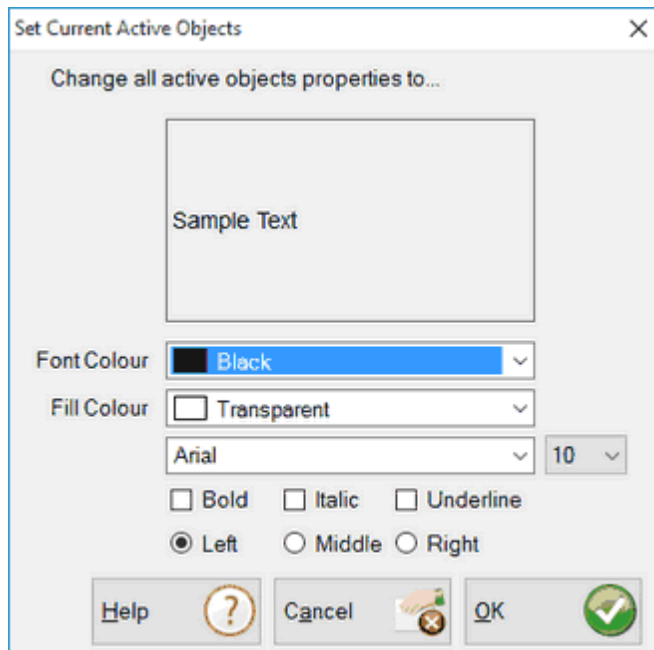 Set Current Active Objects
Change all active objects properties to...
Sample Text
Font Colour Black
Fill Colour Transparent
Arial 10
Bold Italic Underline
Left Middle Right
Help ? Cancel OK